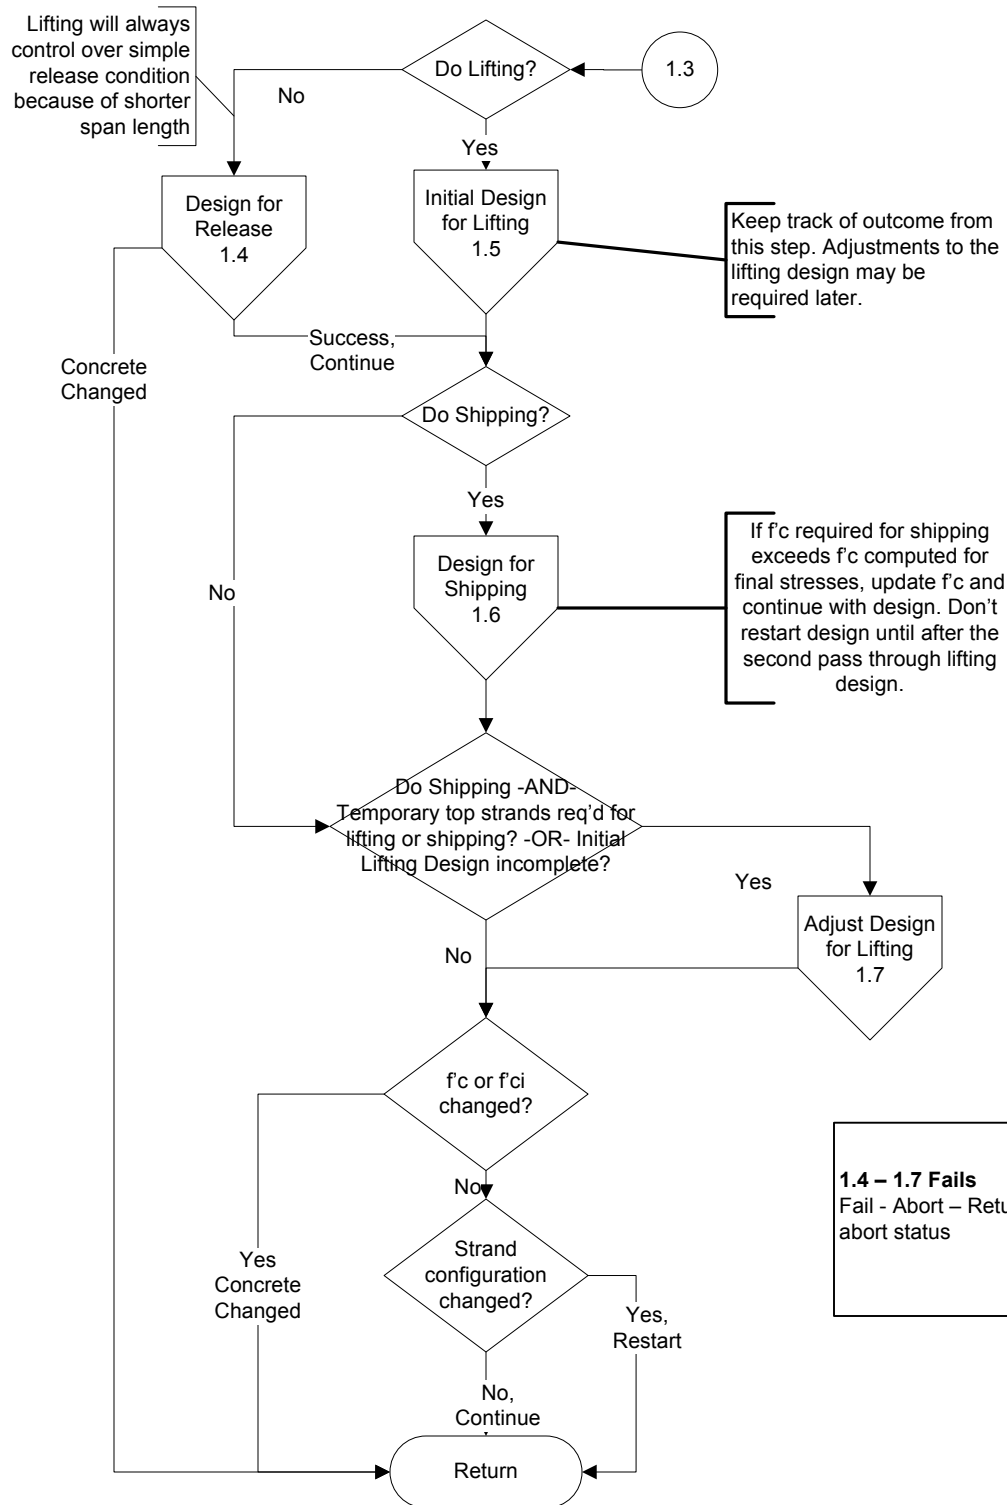 Lifting will always
control over simple
release condition
because of shorter
span length
Do Lifting?
1.3
No
Yes
Design for
Release
1.4
Initial Design
for Lifting
1.5
Keep track of outcome from
this step. Adjustments to the
lifting design may be
required later.
Success,
Continue
Concrete
Changed
Do Shipping?
Yes
No
Design for
Shipping
1.6
If f'c required for shipping
exceeds f'c computed for
final stresses, update f'c and
continue with design. Don't
restart design until after the
second pass through lifting
design.
Do Shipping -AND-
Temporary top strands req'd for
lifting or shipping? -OR- Initial
Lifting Design incomplete?
Yes
No
Adjust Design
for Lifting
1.7
f'c or f'ci
changed?
No
Yes
Concrete
Changed
Strand
configuration
changed?
Yes,
Restart
No,
Continue
Return
1.4 – 1.7 Fails
Fail - Abort –
abort status